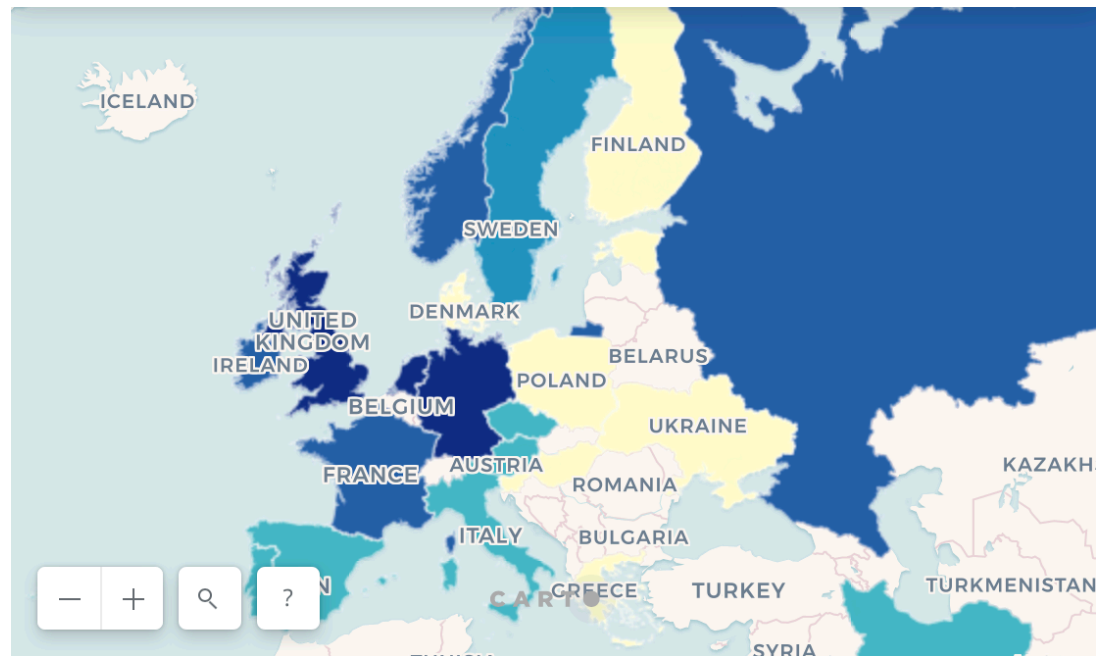 ICELAND
FINLAND
SWEDEN
DENMARK
UNITED
KINGDOM
IRELAND
BELARUS
POLAND
BELGIUM
UKRAINE
AUSTRIA
FRANCE
KAZAKH
ROMANIA
ITALY
BULGARIA
GREECE
TURKEY
TURKMENISTAN
− + ?
CART
SYRIA